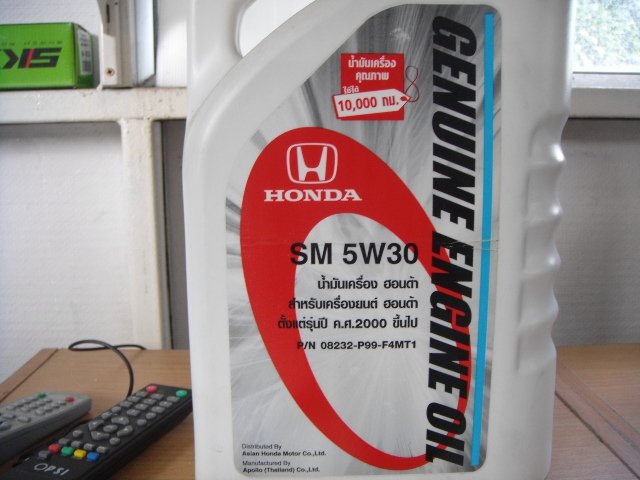 SK
น้ำมันเครื่อง
คุณภาพ
ใช้ได้
10,000 กม.
GENUINE ENGINE OIL
HONDA
SM 5W30
น้ำมันเครื่อง ฮอนด้า
สำหรับเครื่องยนต์ ฮอนด้า
ตั้งแต่รุ่นปี ค.ศ.2000 ขึ้นไป
P/N 08232-P99-F4MT1
Distributed By
Asian Honda Motor Co.,Ltd.
Manufactured By
Apollo (Thailand) Co.,Ltd.
OPSI